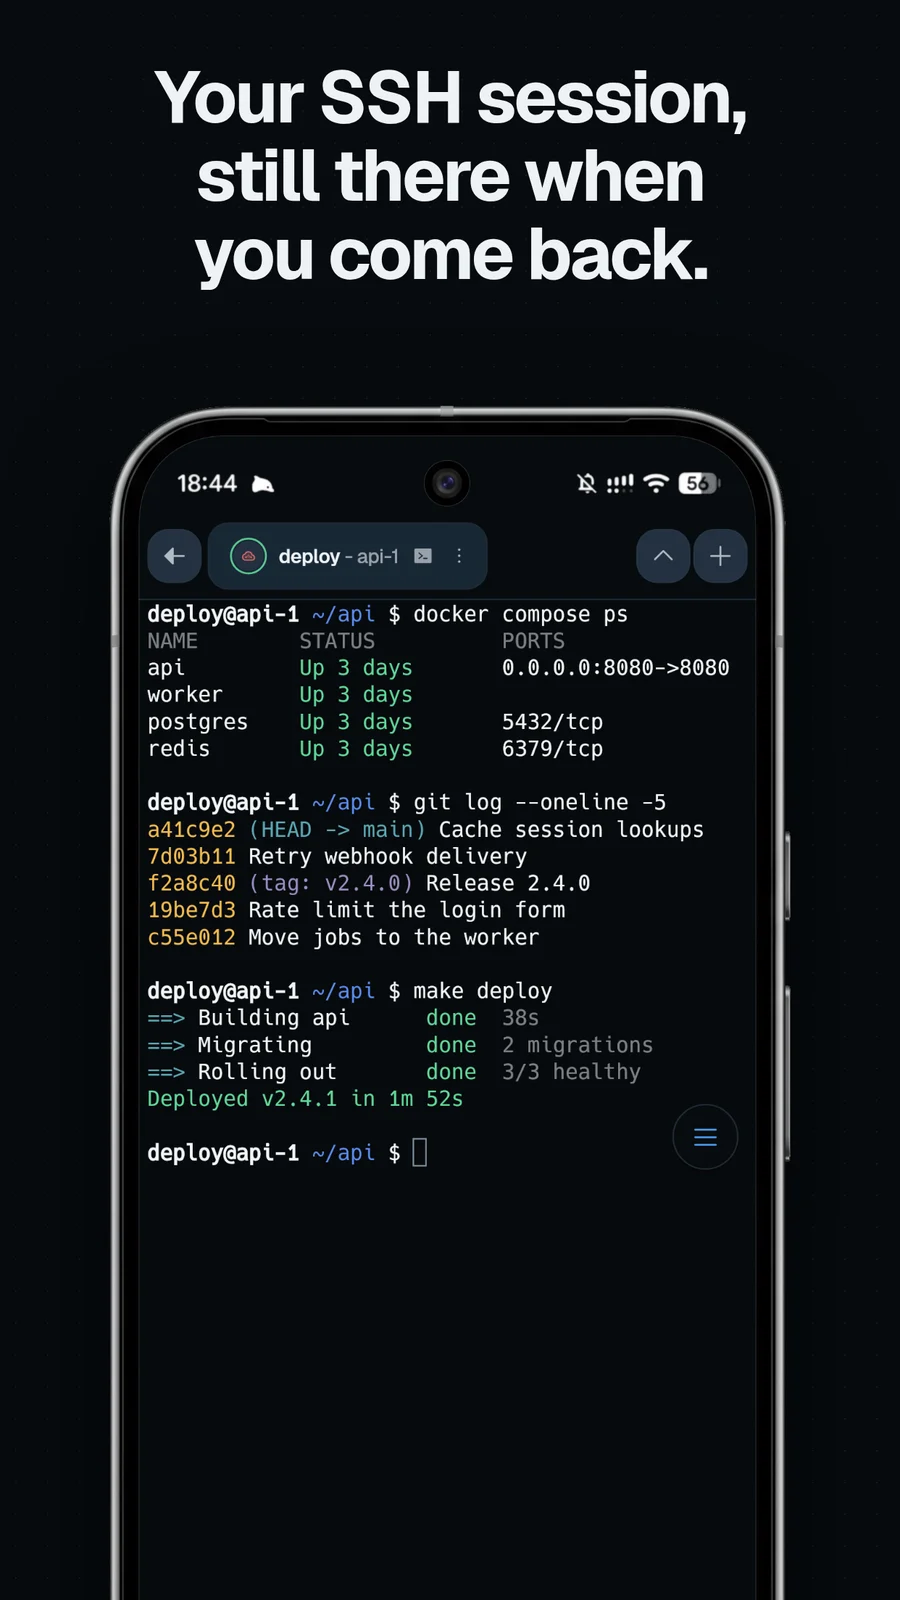 Your SSH session,
still there when
you come back.
18:44
56
deploy - api-1
deploy@api-1 ~/api $ docker compose ps
NAME STATUS PORTS
api Up 3 days 0.0.0.0:8080->8080
worker Up 3 days
postgres Up 3 days 5432/tcp
redis Up 3 days 6379/tcp
deploy@api-1 ~/api $ git log --oneline -5
a41c9e2 (HEAD -> main) Cache session lookups
7d03b11 Retry webhook delivery
f2a8c40 (tag: v2.4.0) Release 2.4.0
19be7d3 Rate limit the login form
c55e012 Move jobs to the worker
deploy@api-1 ~/api $ make deploy
==> Building api done 38s
==> Migrating done 2 migrations
==> Rolling out done 3/3 healthy
Deployed v2.4.1 in 1m 52s
deploy@api-1 ~/api $